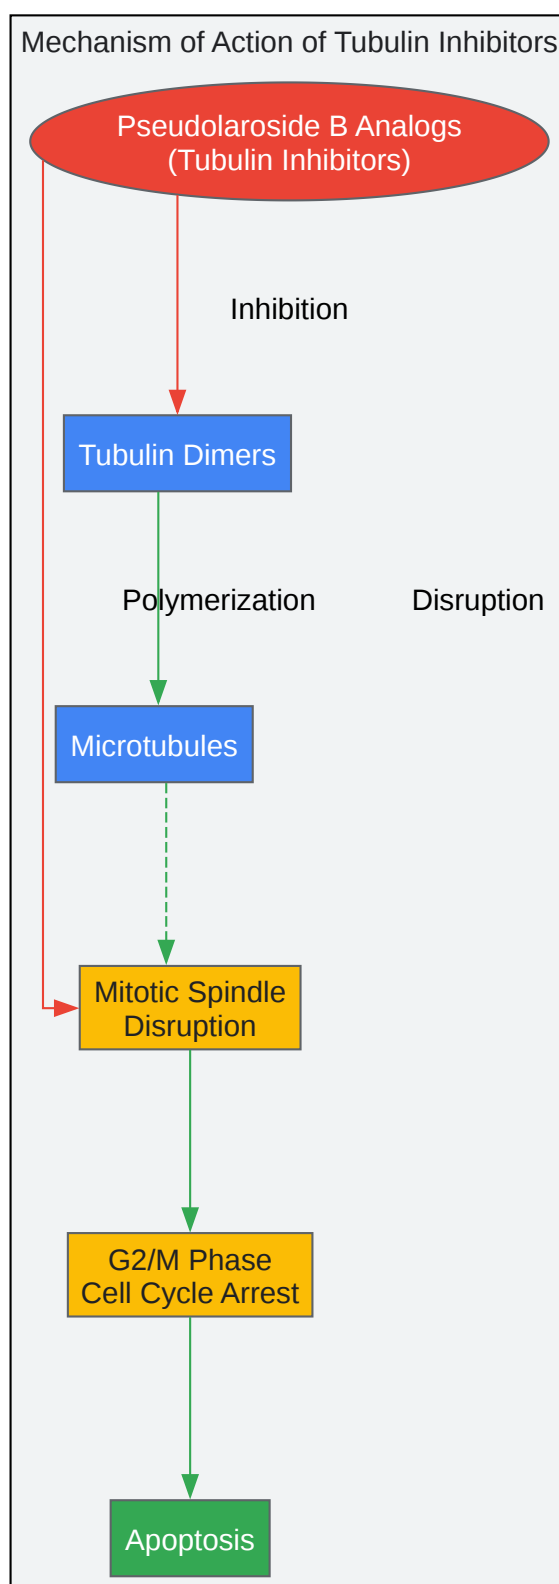 Mechanism of Action of Tubulin Inhibitors
Pseudolaroside B Analogs
(Tubulin Inhibitors)
Inhibition
Tubulin Dimers
Polymerization
Disruption
Microtubules
Mitotic Spindle
Disruption
G2/M Phase
Cell Cycle Arrest
Apoptosis